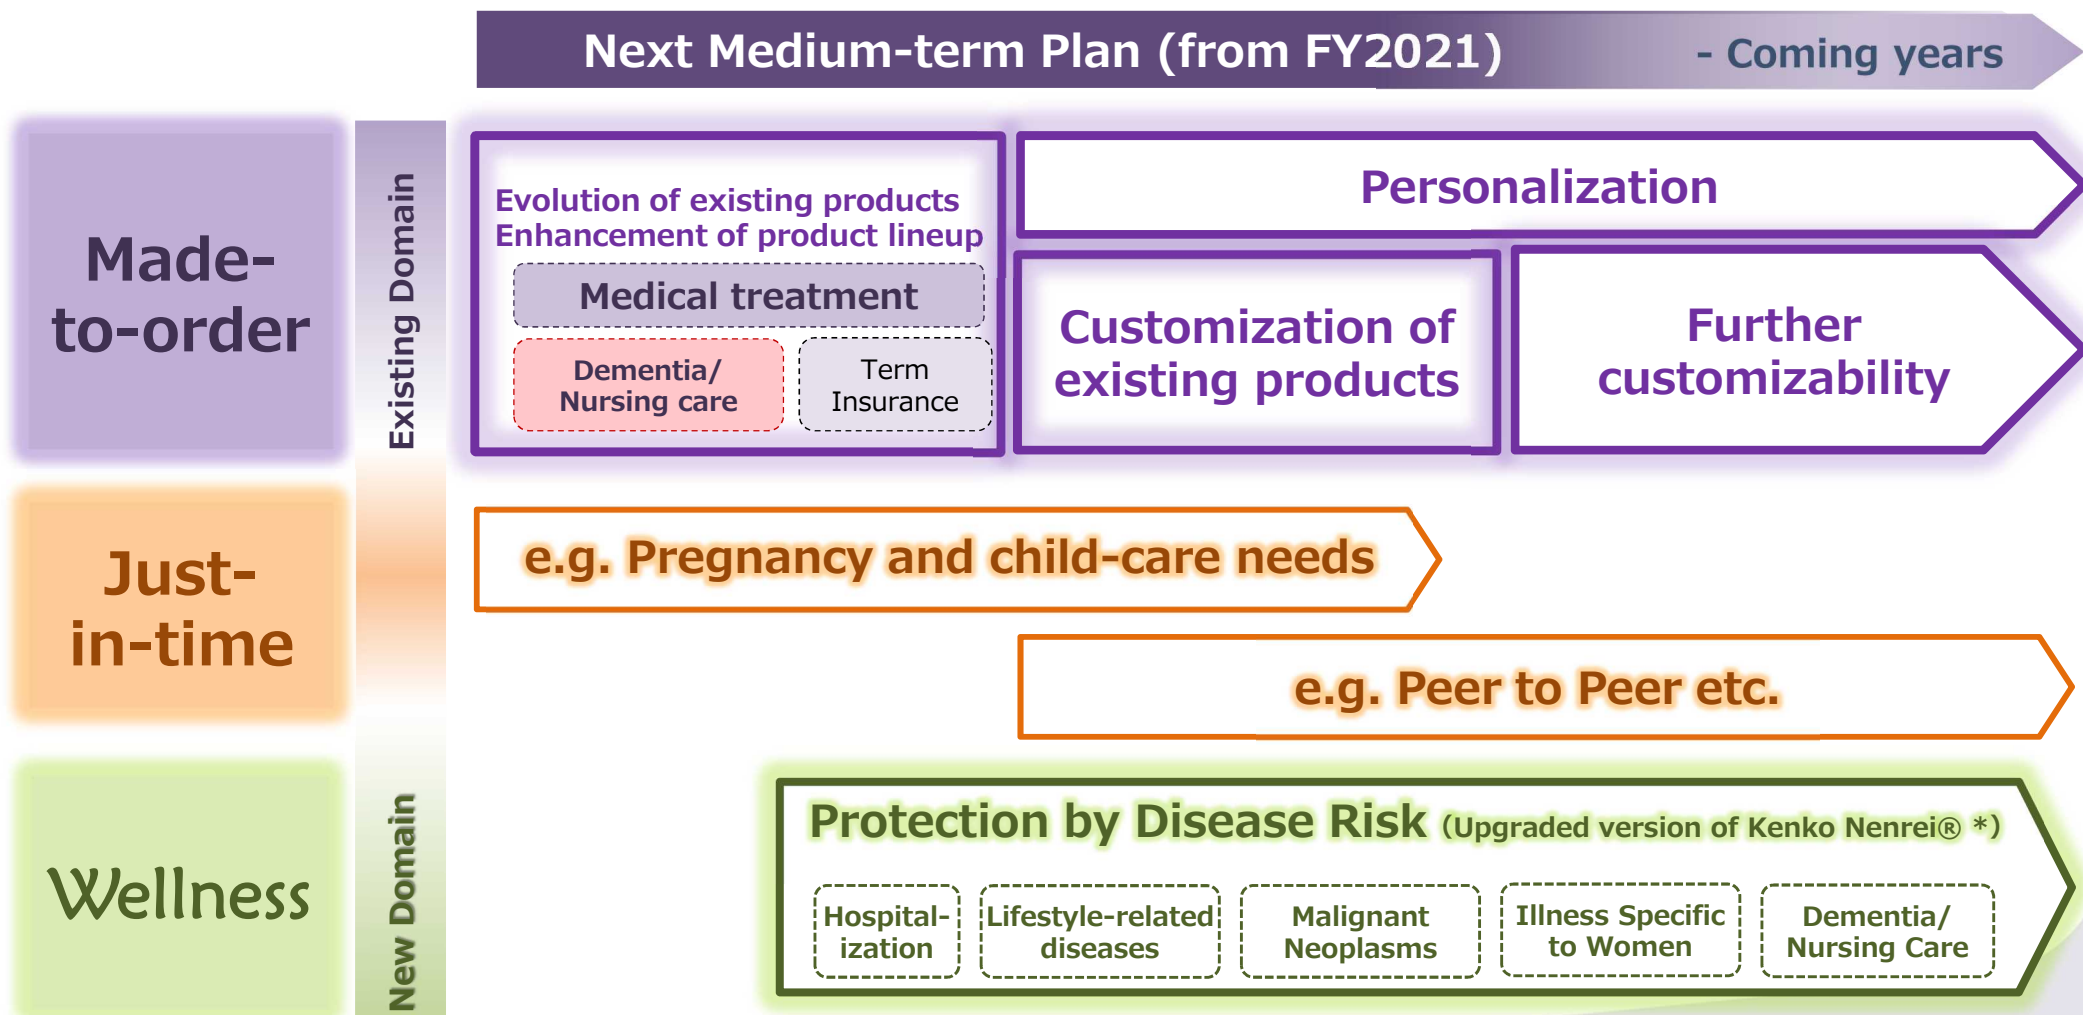 Next Medium-term Plan (from FY2021)
- Coming years
Made-
to-order
Existing Domain
Evolution of existing products
Enhancement of product lineup
Medical treatment
Dementia/
Nursing care
Term
Insurance
Personalization
Customization of
existing products
Further
customizability
Just-
in-time
e.g. Pregnancy and child-care needs
e.g. Peer to Peer etc.
Wellness
New Domain
Protection by Disease Risk (Upgraded version of Kenko Nenrei® *)
Hospital-
ization
Lifestyle-related
diseases
Malignant
Neoplasms
Illness Specific
to Women
Dementia/
Nursing Care